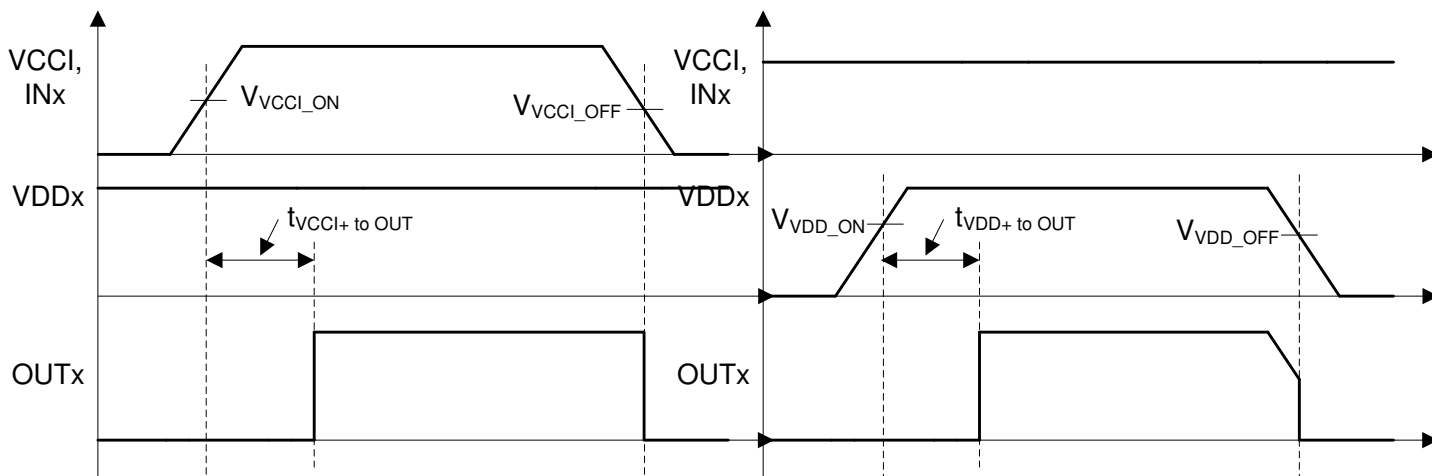 VCCI,
INx
VVCCI_ON
VVCCI_OFF
VDDx
tVCCI+ to OUT
OUTx
VCCI,
INx
VDDx
VVDD_ON
tVDD+ to OUT
VVDD_OFF
OUTx